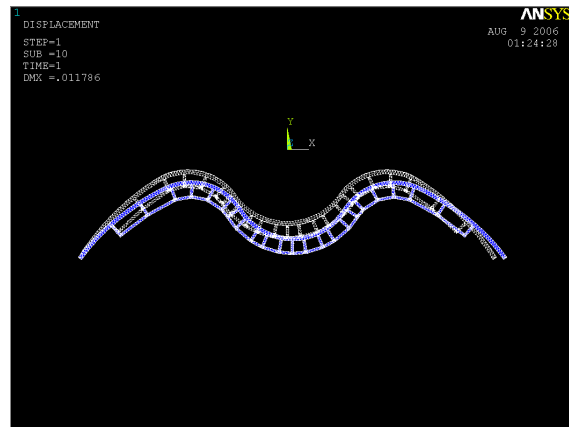 1
ANSYS
DISPLACEMENT
AUG 9 2006
STEP=1
01:24:28
SUB =10
TIME=1
DMX =.011786
Y
X